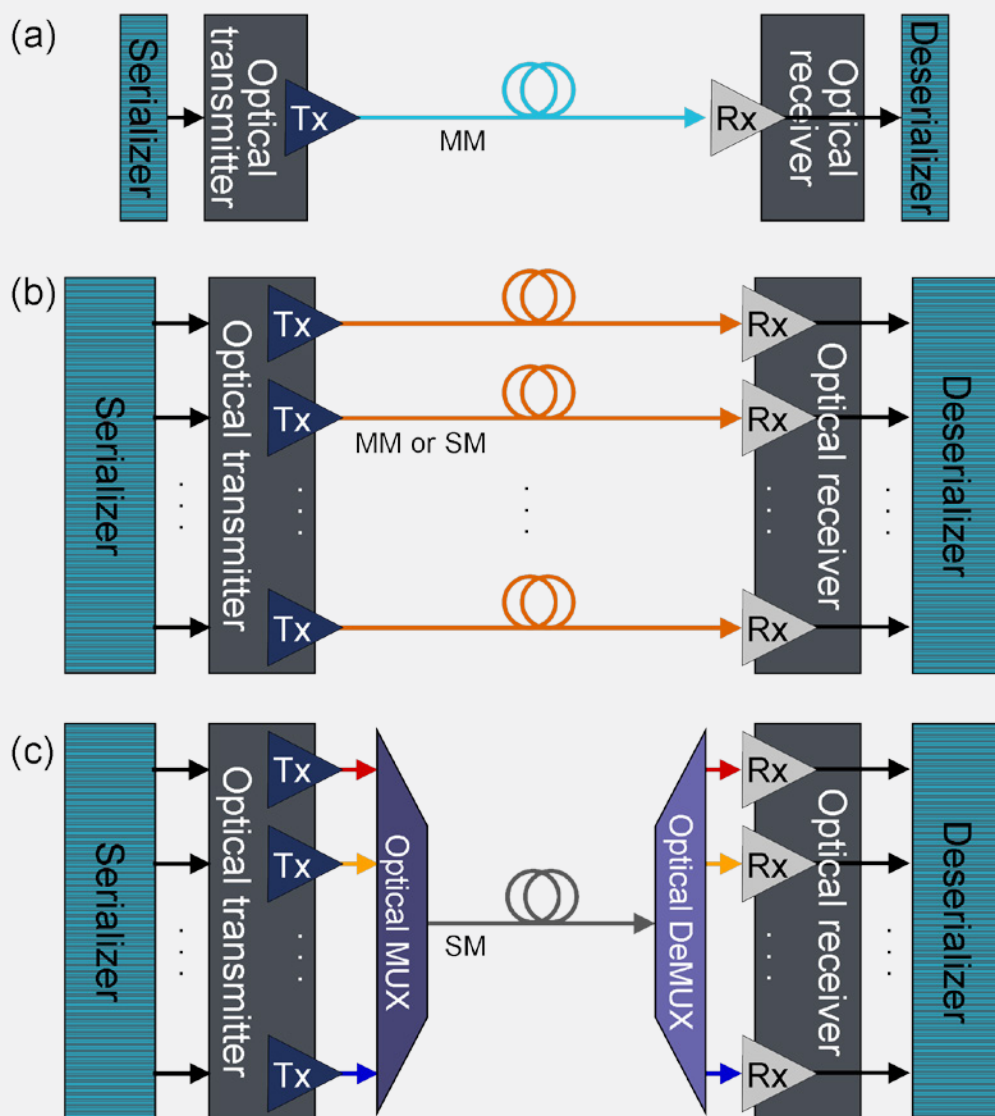 (a)
Serializer
Optical
transmitter
Tx
MM
Rx
Optical
receiver
Deserializer
(b)
Serializer
Optical transmitter
Tx
Tx
. . .
Tx
MM or SM
. . .
Rx
Rx
. . .
Rx
Optical receiver
. . .
Deserializer
(c)
Serializer
. . .
Optical transmitter
Tx
Tx
. . .
Tx
Optical MUX
SM
Optical DeMUX
Rx
Rx
. . .
Rx
Optical receiver
. . .
Deserializer